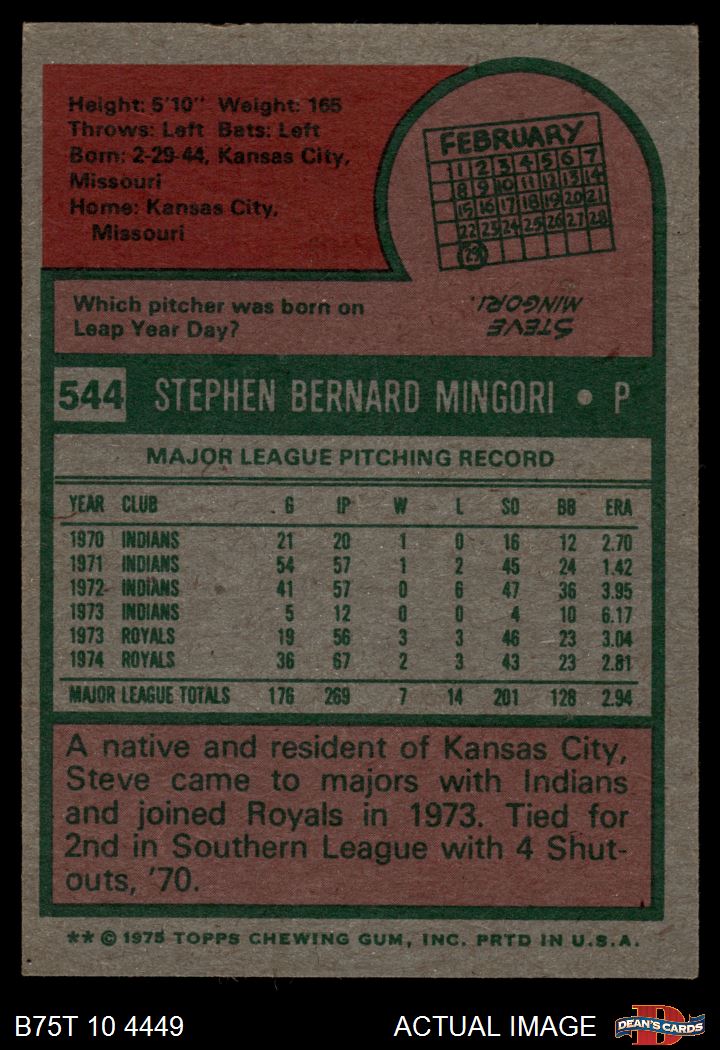 Height: 5'10" Weight: 165
Throws: Left Bats: Left
Born: 2-29-44, Kansas City,
Missouri
Home: Kansas City,
Missouri
FEBRUARY
1 2 3 4 5 6 7
8 9 10 11 12 13 14
15 16 17 18 19 20 21
22 23 24 25 26 27 28
29
Which pitcher was born on
Leap Year Day?
STEVE
MINGORI.
544 STEPHEN BERNARD MINGORI • P
MAJOR LEAGUE PITCHING RECORD
YEAR CLUB G IP W L SO BB ERA
1970 INDIANS 21 20 1 0 16 12 2.70
1971 INDIANS 54 57 1 2 45 24 1.42
1972 INDIANS 41 57 0 6 47 36 3.95
1973 INDIANS 5 12 0 0 4 10 6.17
1973 ROYALS 19 56 3 3 46 23 3.04
1974 ROYALS 36 67 2 3 43 23 2.81
MAJOR LEAGUE TOTALS 176 269 7 14 201 128 2.94
A native and resident of Kansas City,
Steve came to majors with Indians
and joined Royals in 1973. Tied for
2nd in Southern League with 4 Shut-
outs, '70.
** © 1975 TOPPS CHEWING GUM, INC. PRTD IN U.S.A.
B75T 10 4449 ACTUAL IMAGE
DEAN'S CARDS